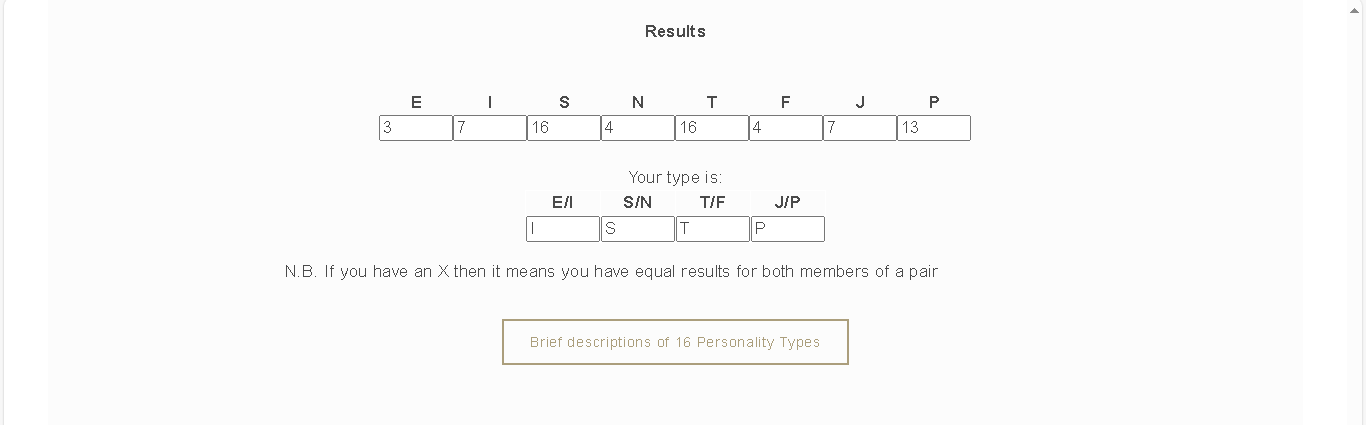 Results
E I S N T F J P
3 7 16 4 16 4 7 13
Your type is:
E/I S/N T/F J/P
I S T P
N.B. If you have an X then it means you have equal results for both members of a pair
Brief descriptions of 16 Personality Types